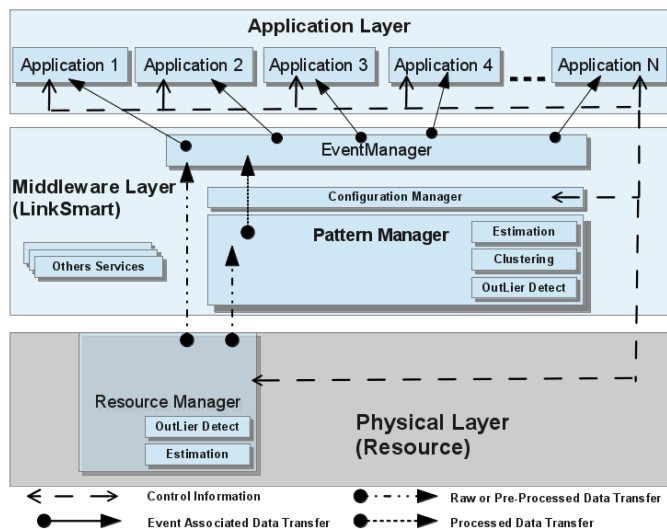 Application Layer
Application 1
Application 2
Application 3
Application 4
Application N
EventManager
Middleware Layer
(LinkSmart)
Configuration Manager
Pattern Manager
Estimation
Clustering
OutLier Detect
Others Services
Resource Manager
OutLier Detect
Estimation
Physical Layer
(Resource)
Control Information
Raw or Pre-Processed Data Transfer
Event Associated Data Transfer
Processed Data Transfer